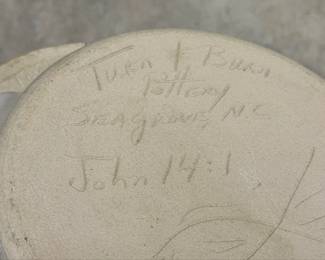 Turn & Burn
Pottery
SEAGROVE, NC
John 14:1